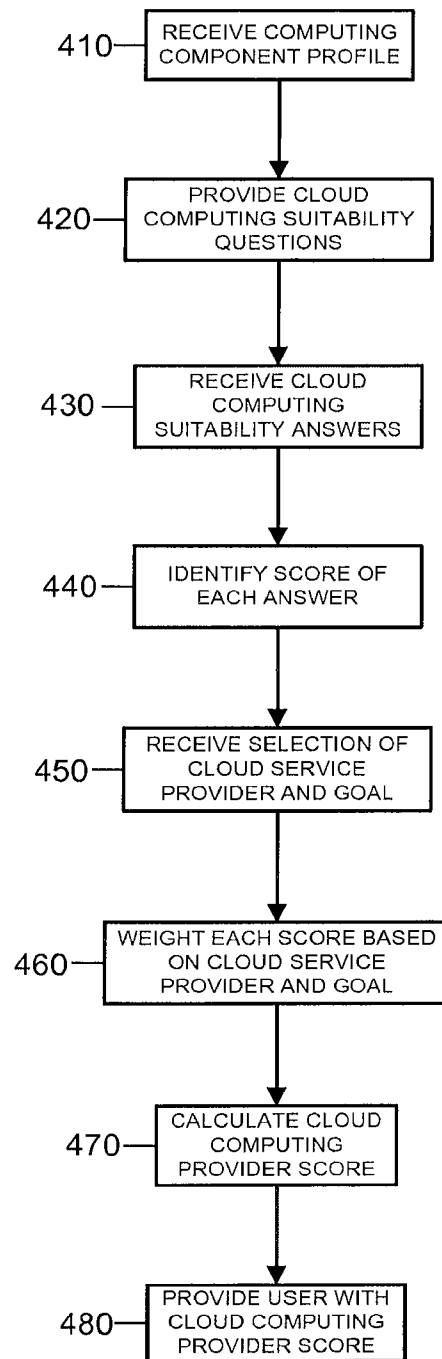 410
RECEIVE COMPUTING
COMPONENT PROFILE
420
PROVIDE CLOUD
COMPUTING SUITABILITY
QUESTIONS
430
RECEIVE CLOUD
COMPUTING
SUITABILITY ANSWERS
440
IDENTIFY SCORE OF
EACH ANSWER
450
RECEIVE SELECTION OF
CLOUD SERVICE
PROVIDER AND GOAL
460
WEIGHT EACH SCORE BASED
ON CLOUD SERVICE
PROVIDER AND GOAL
470
CALCULATE CLOUD
COMPUTING
PROVIDER SCORE
480
PROVIDE USER WITH
CLOUD COMPUTING
PROVIDER SCORE